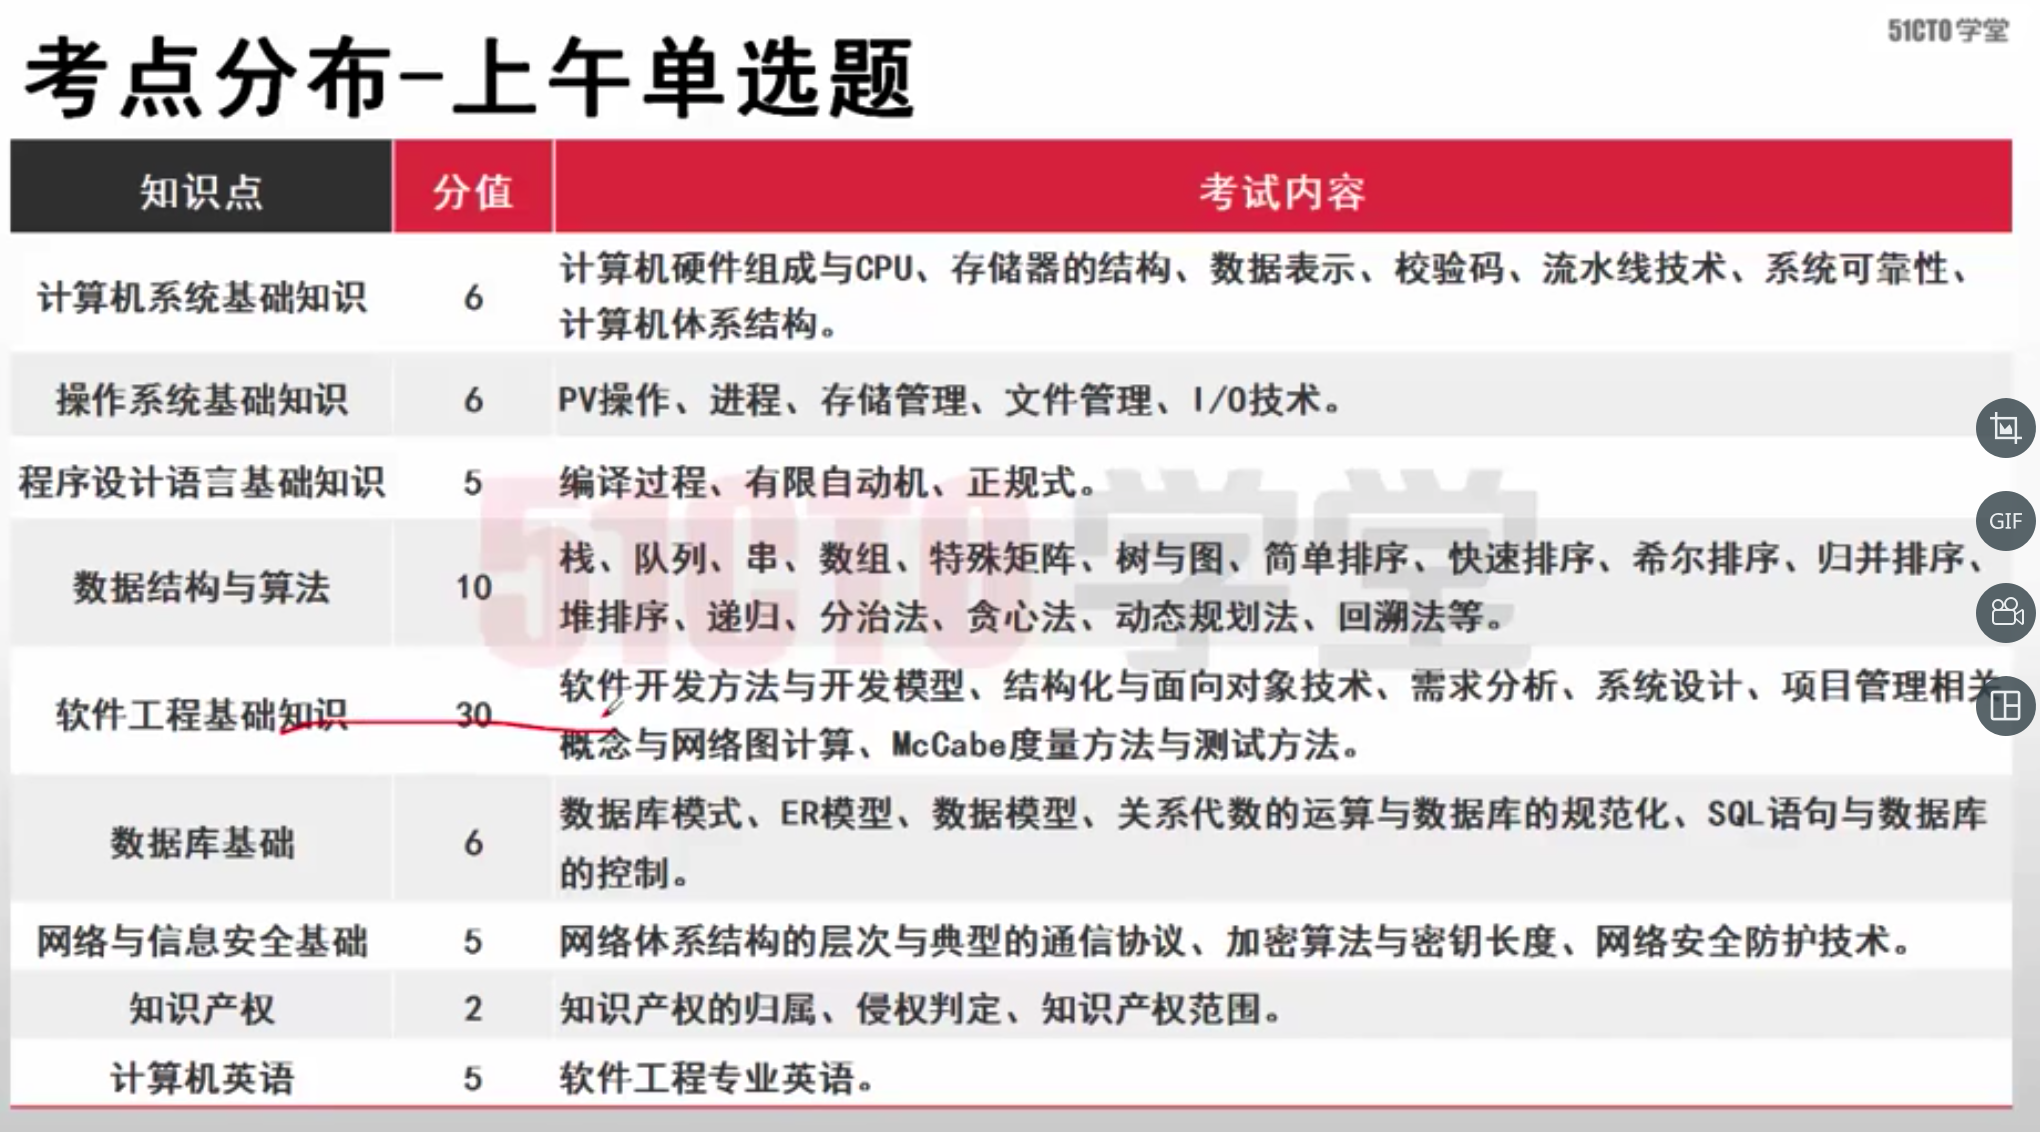 51CTO学堂
考点分布-上午单选题
知识点 分值 考试内容
计算机系统基础知识 6 计算机硬件组成与CPU、存储器的结构、数据表示、校验码、流水线技术、系统可靠性、
计算机体系结构。
操作系统基础知识 6 PV操作、进程、存储管理、文件管理、I/O技术。
程序设计语言基础知识 5 编译过程、有限自动机、正规式。
数据结构与算法 10 栈、队列、串、数组、特殊矩阵、树与图、简单排序、快速排序、希尔排序、归并排序、
堆排序、递归、分治法、贪心法、动态规划法、回溯法等。
软件工程基础知识 30 软件开发方法与开发模型、结构化与面向对象技术、需求分析、系统设计、项目管理相关
概念与网络图计算、McCabe度量方法与测试方法。
数据库基础 6 数据库模式、ER模型、数据模型、关系代数的运算与数据库的规范化、SQL语句与数据库
的控制。
网络与信息安全基础 5 网络体系结构的层次与典型的通信协议、加密算法与密钥长度、网络安全防护技术。
知识产权 2 知识产权的归属、侵权判定、知识产权范围。
计算机英语 5 软件工程专业英语。
51CTO学堂
GIF